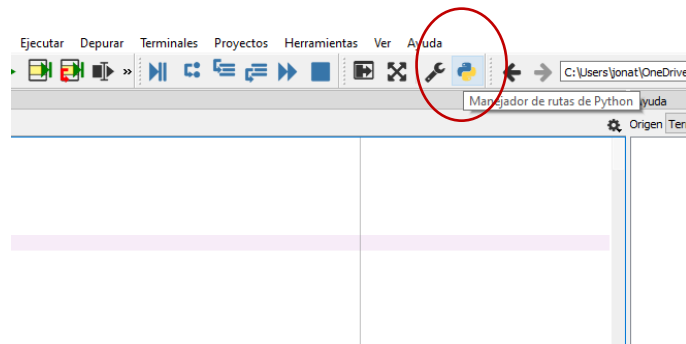 Ejecutar Depurar Terminales Proyectos Herramientas Ver Ayuda
» C:\Users\jonat\OneDrive
Manejador de rutas de Python yuda
Origen Ter